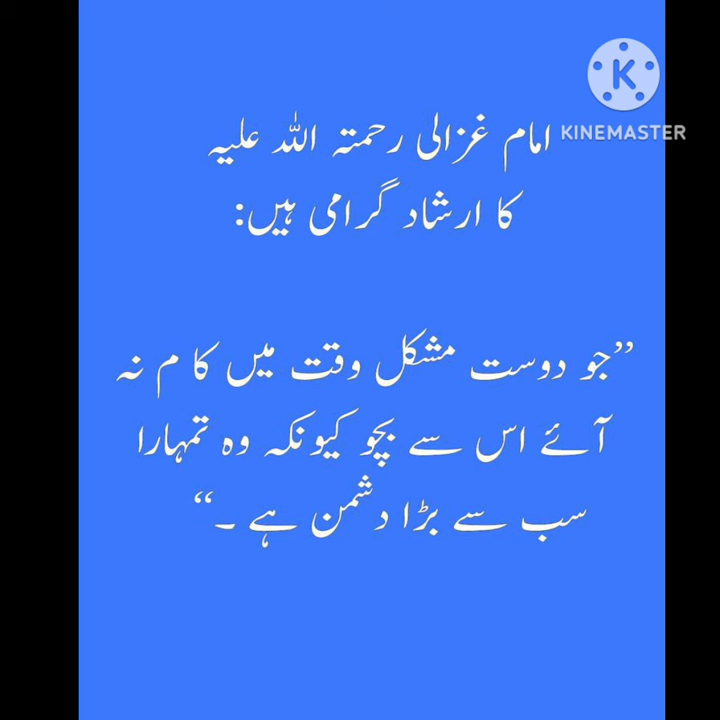 KINEMASTER
امام غزالی رحمتہ اللہ علیہ
کا ارشاد گرامی ہیں:
”جو دوست مشکل وقت میں کا م نہ
آئے اس سے بچو کیونکہ وہ تمہارا
سب سے بڑا دشمن ہے ۔“